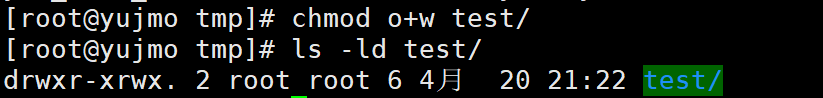 [root@yujmo tmp]# chmod o+w test/
[root@yujmo tmp]# ls -ld test/
drwxr-xrwx. 2 root root 6 4月  20 21:22 test/